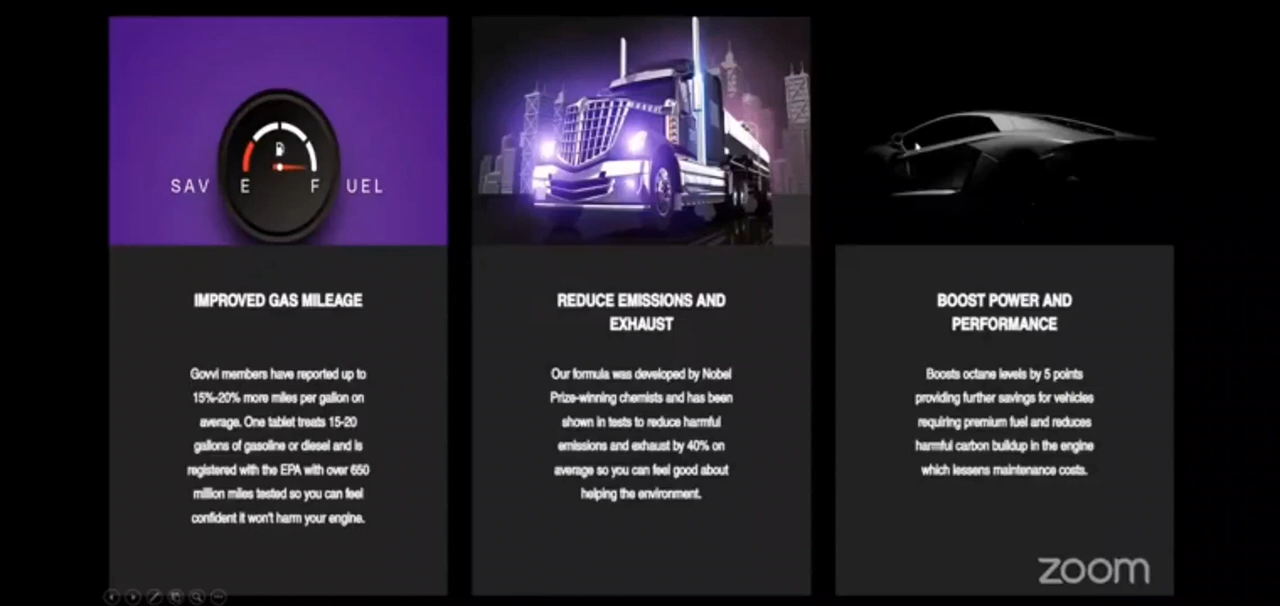 SAV E F UEL
IMPROVED GAS MILEAGE
Govvi members have reported up to
15%-20% more miles per gallon on
average. One tablet treats 15-20
gallons of gasoline or diesel and is
registered with the EPA with over 650
million miles tested so you can feel
confident it won't harm your engine.
REDUCE EMISSIONS AND
EXHAUST
Our formula was developed by Nobel
Prize-winning chemists and has been
shown in tests to reduce harmful
emissions and exhaust by 40% on
average so you can feel good about
helping the environment.
BOOST POWER AND
PERFORMANCE
Boosts octane levels by 5 points
providing further savings for vehicles
requiring premium fuel and reduces
harmful carbon buildup in the engine
which lessens maintenance costs.
zoom